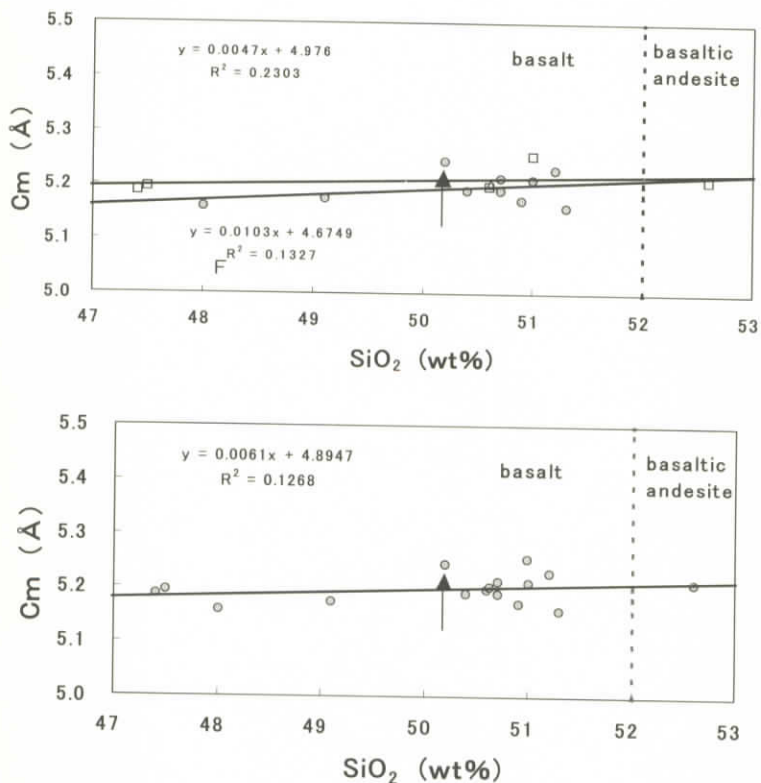 5.5
5.4
5.3
5.2
5.1
5.0
Cm (Å)
y = 0.0047x + 4.976
R² = 0.2303
basalt
basaltic
andesite
y = 0.0103x + 4.6749
R² = 0.1327
F
47 48 49 50 51 52 53
SiO₂ (wt%)
5.5
5.4
5.3
5.2
5.1
5.0
Cm (Å)
y = 0.0061x + 4.8947
R² = 0.1268
basalt
basaltic
andesite
47 48 49 50 51 52 53
SiO₂ (wt%)